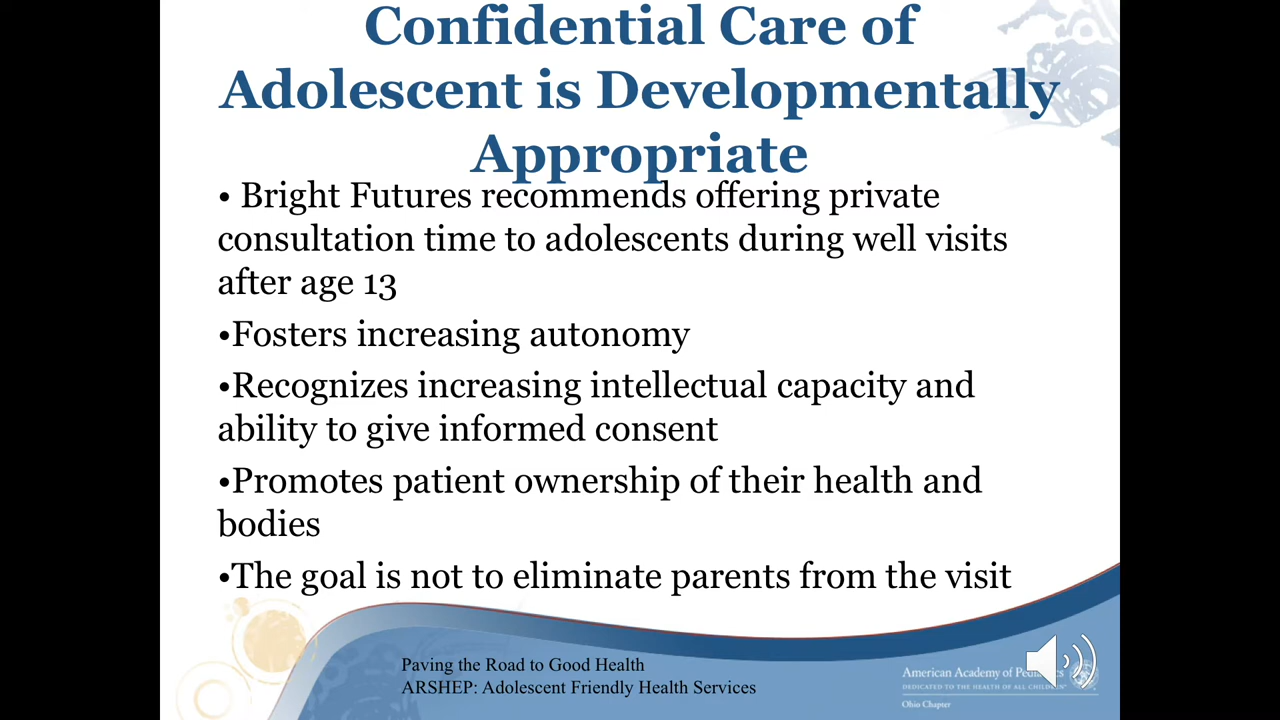 Confidential Care of
Adolescent is Developmentally
Appropriate
• Bright Futures recommends offering private
consultation time to adolescents during well visits
after age 13
•Fosters increasing autonomy
•Recognizes increasing intellectual capacity and
ability to give informed consent
•Promotes patient ownership of their health and
bodies
•The goal is not to eliminate parents from the visit
Paving the Road to Good Health
ARSHEP: Adolescent Friendly Health Services
American Academy of
DEDICATED TO THE HEALTH OF ALL
Ohio Chapter